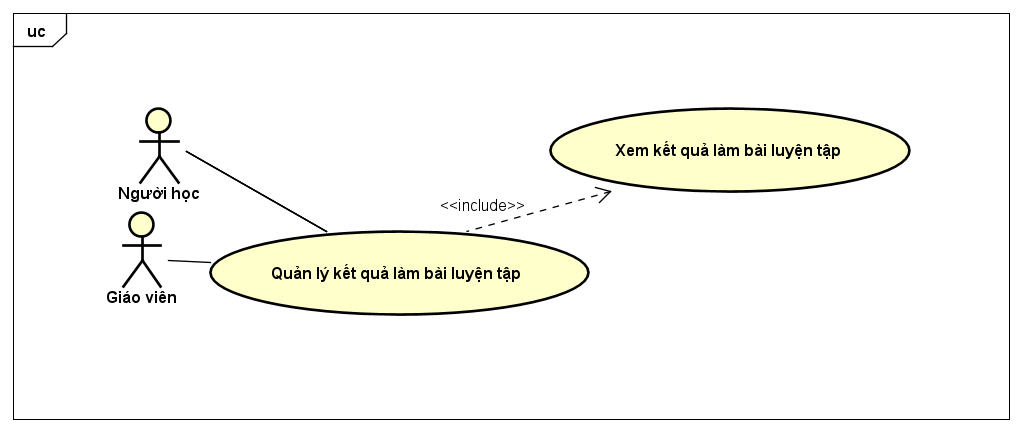 uc
Xem kết quả làm bài luyện tập
Người học
<<include>>
Quản lý kết quả làm bài luyện tập
Giáo viên